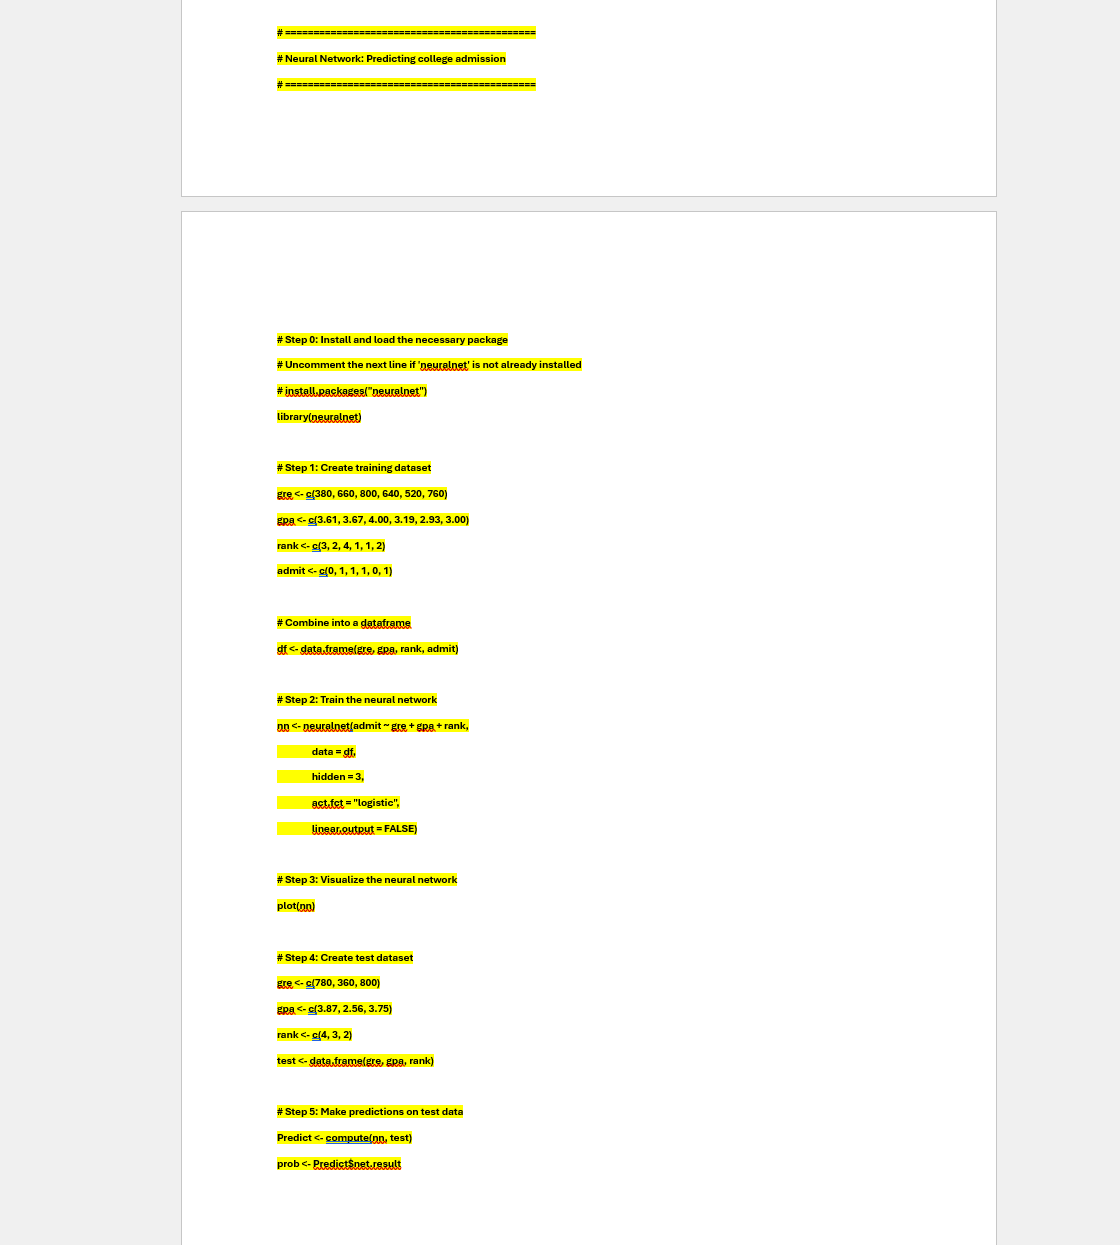 # ============================================
# Neural Network: Predicting college admission
# ============================================
# Step 0: Install and load the necessary package
# Uncomment the next line if 'neuralnet' is not already installed
# install.packages("neuralnet")
library(neuralnet)
# Step 1: Create training dataset
gre <- c(380, 660, 800, 640, 520, 760)
gpa <- c(3.61, 3.67, 4.00, 3.19, 2.93, 3.00)
rank <- c(3, 2, 4, 1, 1, 2)
admit <- c(0, 1, 1, 1, 0, 1)
# Combine into a dataframe
df <- data.frame(gre, gpa, rank, admit)
# Step 2: Train the neural network
nn <- neuralnet(admit ~ gre + gpa + rank,
data = df,
hidden = 3,
act.fct = "logistic",
linear.output = FALSE)
# Step 3: Visualize the neural network
plot(nn)
# Step 4: Create test dataset
gre <- c(780, 360, 800)
gpa <- c(3.87, 2.56, 3.75)
rank <- c(4, 3, 2)
test <- data.frame(gre, gpa, rank)
# Step 5: Make predictions on test data
Predict <- compute(nn, test)
prob <- Predict$net.result